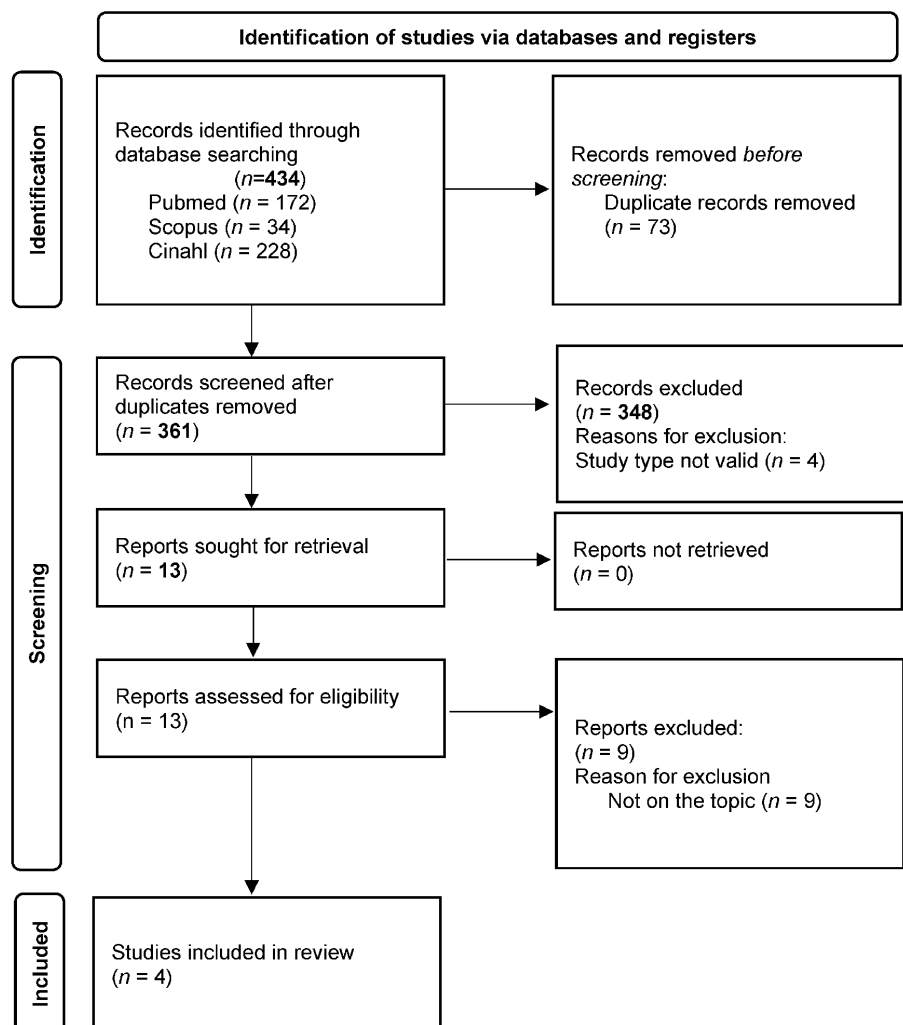 Identification of studies via databases and registers
Identification
Records identified through
database searching
(n=434)
Pubmed (n = 172)
Scopus (n = 34)
Cinahl (n = 228)
Records removed before
screening:
Duplicate records removed
(n = 73)
Screening
Records screened after
duplicates removed
(n = 361)
Records excluded
(n = 348)
Reasons for exclusion:
Study type not valid (n = 4)
Reports sought for retrieval
(n = 13)
Reports not retrieved
(n = 0)
Reports assessed for eligibility
(n = 13)
Reports excluded:
(n = 9)
Reason for exclusion
Not on the topic (n = 9)
Included
Studies included in review
(n = 4)